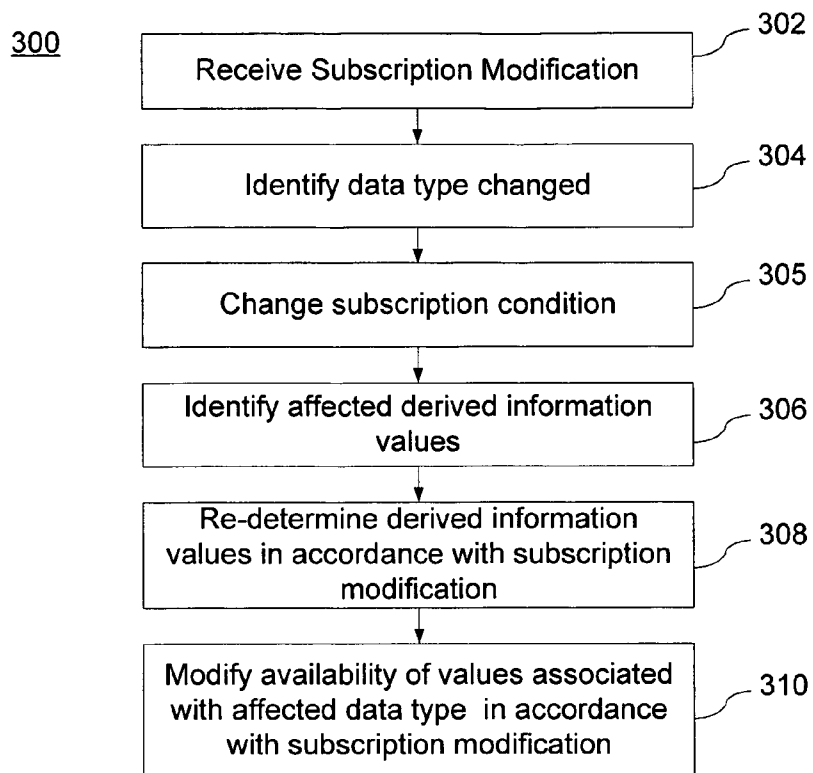 300
302
Receive Subscription Modification
304
Identify data type changed
305
Change subscription condition
Identify affected derived information
values
306
Re-determine derived information
values in accordance with subscription
modification
308
Modify availability of values associated
with affected data type in accordance
with subscription modification
310